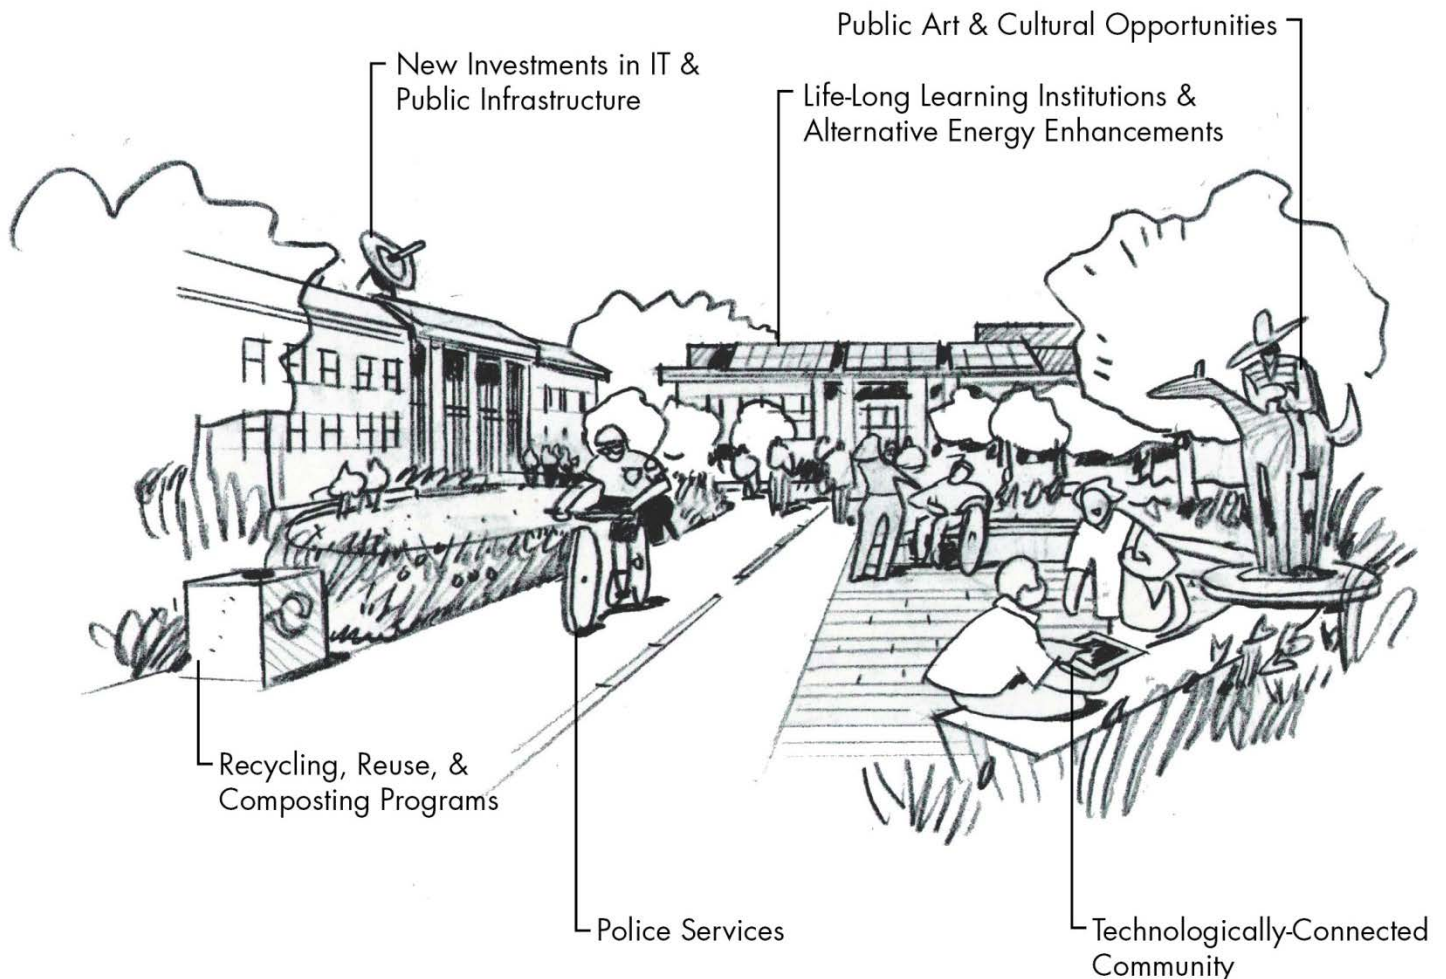 Public Art & Cultural Opportunities
New Investments in IT &
Public Infrastructure
Life-Long Learning Institutions &
Alternative Energy Enhancements
Recycling, Reuse, &
Composting Programs
Police Services
Technologically-Connected
Community